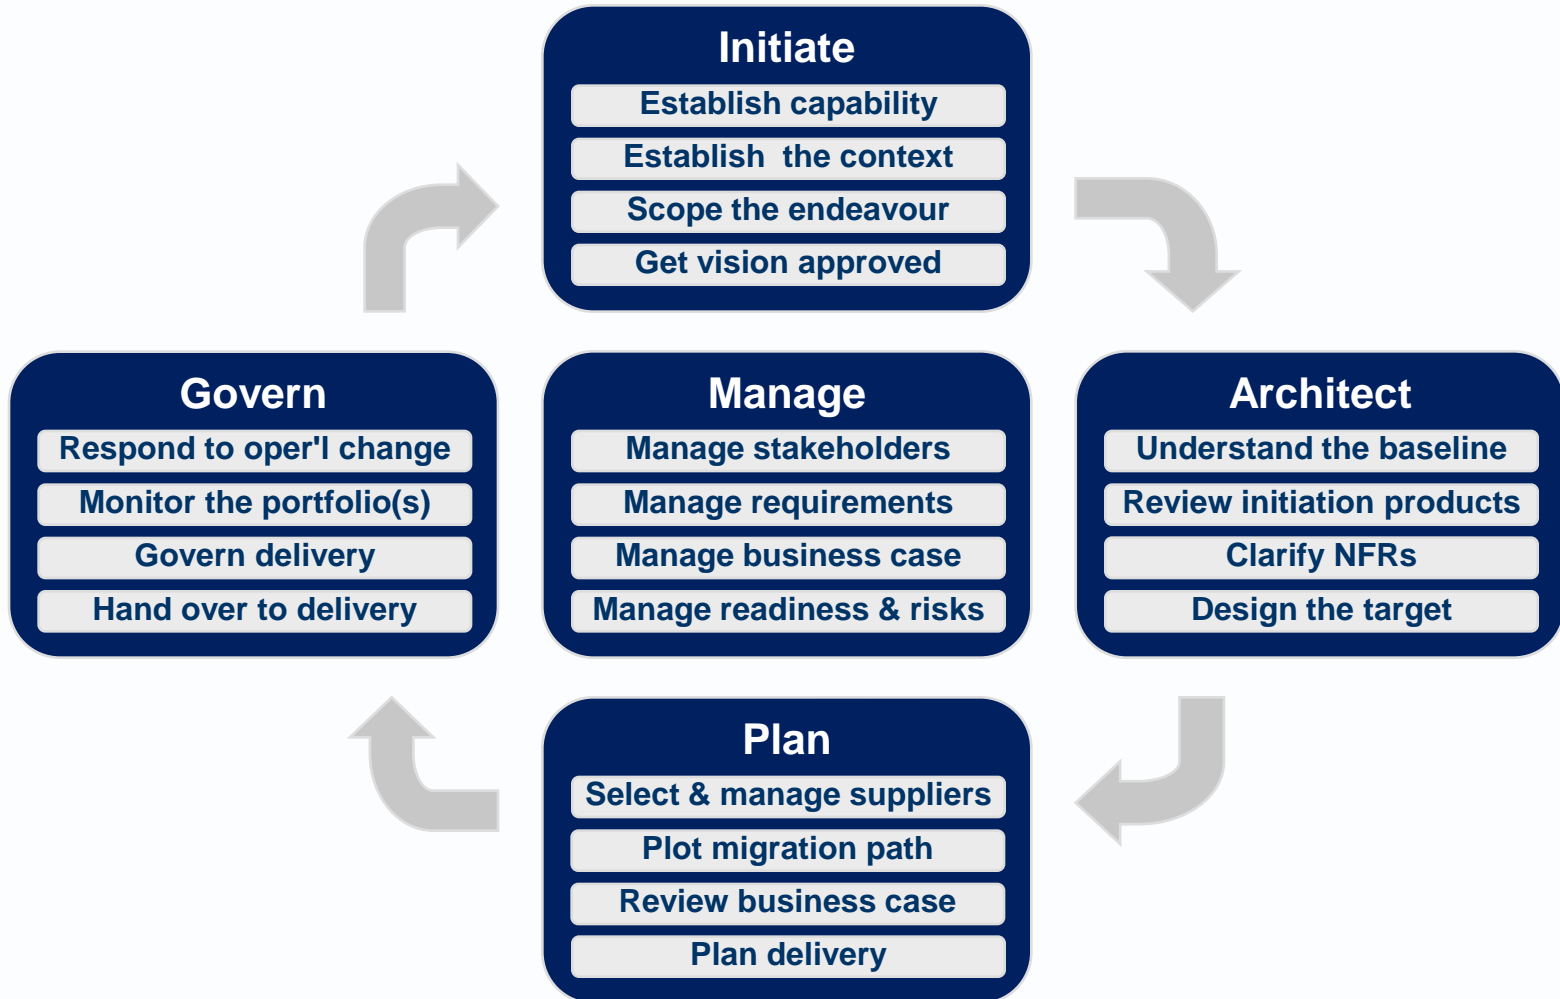 Initiate
Establish capability
Establish  the context
Scope the endeavour
Get vision approved
Govern
Respond to oper'l change
Monitor the portfolio(s)
Govern delivery
Hand over to delivery
Manage
Manage stakeholders
Manage requirements
Manage business case
Manage readiness & risks
Architect
Understand the baseline
Review initiation products
Clarify NFRs
Design the target
Plan
Select & manage suppliers
Plot migration path
Review business case
Plan delivery